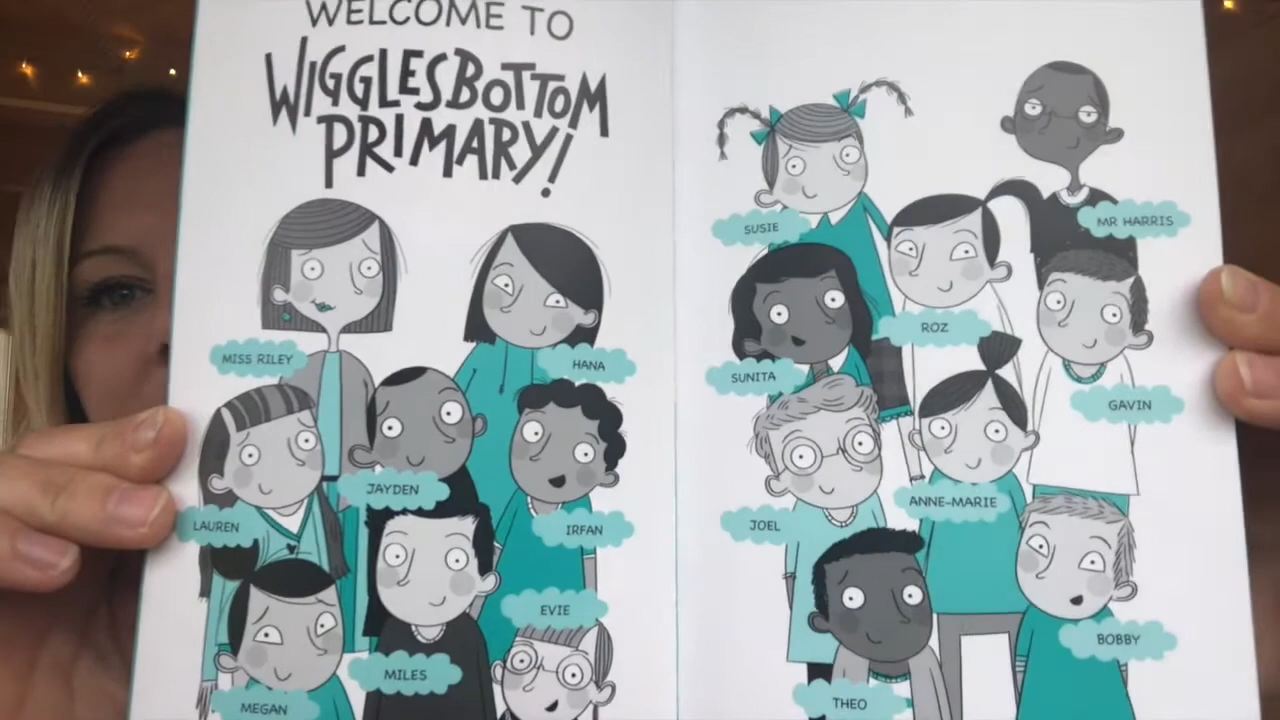 WELCOME TO
WIGGLESBOTTOM
PRIMARY!
MISS RILEY
HANA
JAYDEN
LAUREN
IRFAN
EVIE
MILES
MEGAN
SUSIE
MR HARRIS
ROZ
SUNITA
GAVIN
ANNE-MARIE
JOEL
BOBBY
THEO